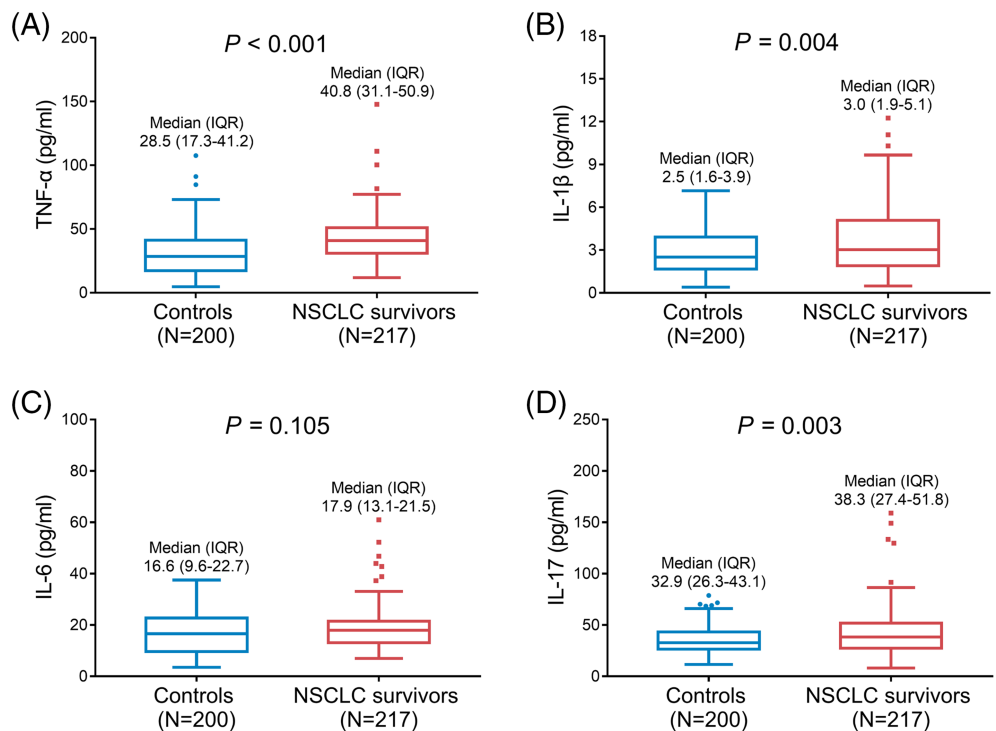 (A)
P < 0.001
TNF-α (pg/ml)
200
150
100
50
0
Median (IQR)
28.5 (17.3-41.2)
Median (IQR)
40.8 (31.1-50.9)
Controls
(N=200)
NSCLC survivors
(N=217)
(B)
P = 0.004
IL-1β (pg/ml)
18
15
12
9
6
3
0
Median (IQR)
2.5 (1.6-3.9)
Median (IQR)
3.0 (1.9-5.1)
Controls
(N=200)
NSCLC survivors
(N=217)
(C)
P = 0.105
IL-6 (pg/ml)
100
80
60
40
20
0
Median (IQR)
16.6 (9.6-22.7)
Median (IQR)
17.9 (13.1-21.5)
Controls
(N=200)
NSCLC survivors
(N=217)
(D)
P = 0.003
IL-17 (pg/ml)
250
200
150
100
50
0
Median (IQR)
32.9 (26.3-43.1)
Median (IQR)
38.3 (27.4-51.8)
Controls
(N=200)
NSCLC survivors
(N=217)